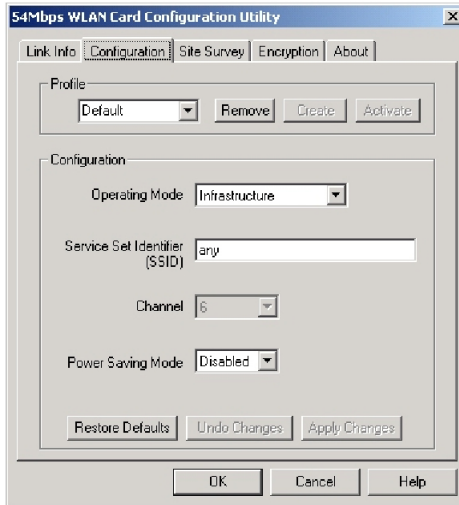 54Mbps WLAN Card Configuration Utility
Link Info Configuration Site Survey Encryption About
Profile
Default Remove Create Activate
Configuration
Operating Mode Infrastructure
Service Set Identifier
(SSID) any
Channel 6
Power Saving Mode Disabled
Restore Defaults Undo Changes Apply Changes
OK Cancel Help